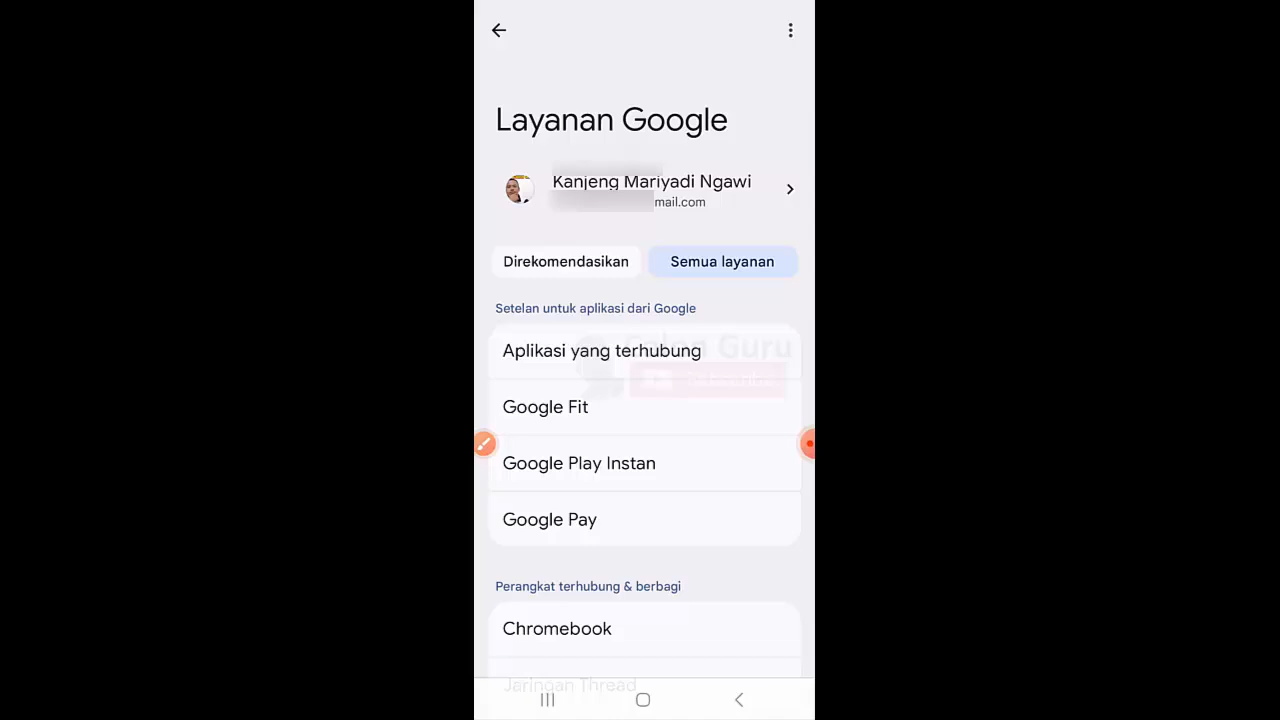 Layanan Google
Kanjeng Mariyadi Ngawi
mail.com
Direkomendasikan
Semua layanan
Setelan untuk aplikasi dari Google
Guru
Aplikasi yang terhubung
Google Fit
Google Play Instan
Google Pay
Perangkat terhubung & berbagi
Chromebook
Jaringan Thread